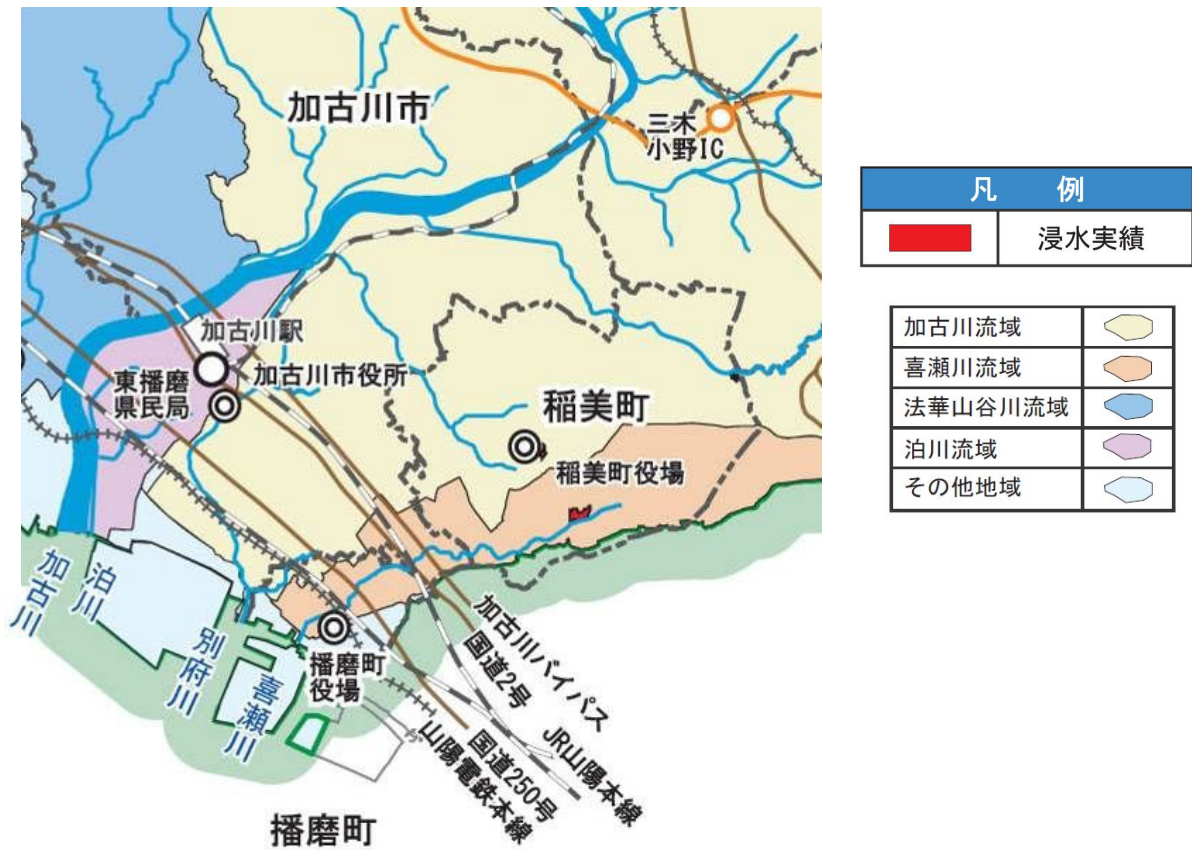 加古川市
三木
小野IC
加古川駅
東播磨
県民局
加古川市役所
稲美町
稲美町役場
加古川
泊川
別府川
喜瀬川
播磨町
役場
加古川バイパス
国道2号
JR山陽本線
国道250号
山陽電鉄本線
播磨町
凡 例
浸水実績
加古川流域
喜瀬川流域
法華山谷川流域
泊川流域
その他地域